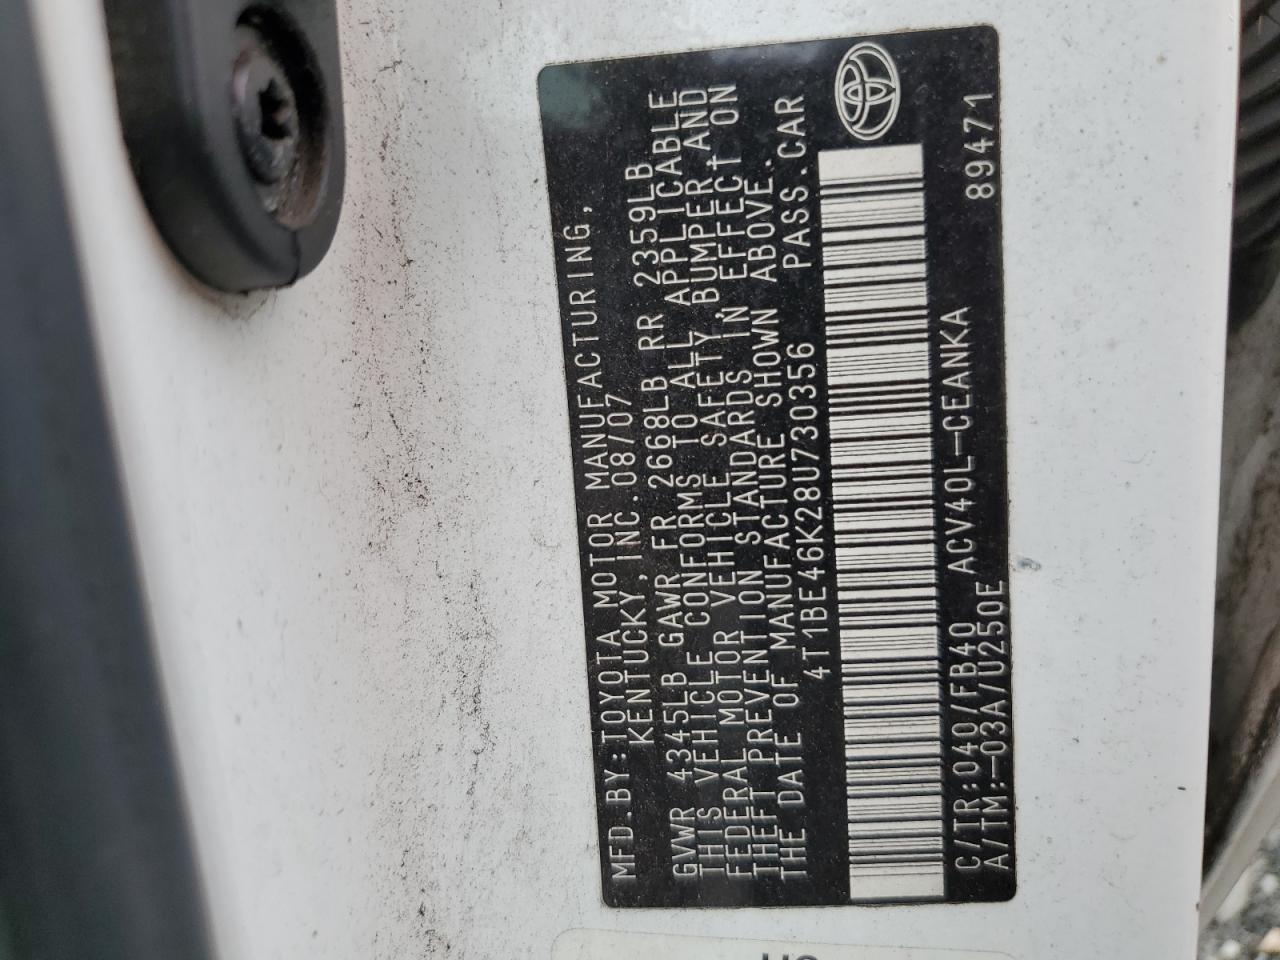 MFD.BY:TOYOTA MOTOR MANUFACTURING,
KENTUCKY, INC. 08/07
GVWR 4345LB GAWR FR 2668LB RR 2359LB
THIS VEHICLE CONFORMS TO ALL APPLICABLE
FEDERAL MOTOR VEHICLE SAFETY,BUMPER,AND
THEFT PREVENTION STANDARDS IN EFFECT ON
THE DATE OF MANUFACTURE SHOWN ABOVE.
4T1BE46K28U730356 PASS.CAR
C/TR:040/FB40 ACV40L-CEANKA 89471
A/TM:-03A/U250E